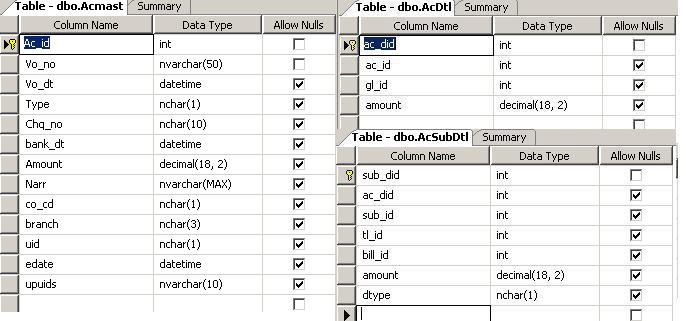 Table - dbo.Acmast Summary
Column Name Data Type Allow Nulls
Ac_id int
Vo_no nvarchar(50)
Vo_dt datetime
Type nchar(1)
Chq_no nchar(10)
bank_dt datetime
Amount decimal(18, 2)
Narr nvarchar(MAX)
co_cd nchar(1)
branch nchar(3)
uid nchar(1)
edate datetime
upuids nvarchar(10)
Table - dbo.AcDtl Summary
Column Name Data Type Allow Nulls
ac_did int
ac_id int
gl_id int
amount decimal(18, 2)
Table - dbo.AcSubDtl Summary
Column Name Data Type Allow Nulls
sub_did int
ac_did int
sub_id int
tl_id int
bill_id int
amount decimal(18, 2)
dtype nchar(1)